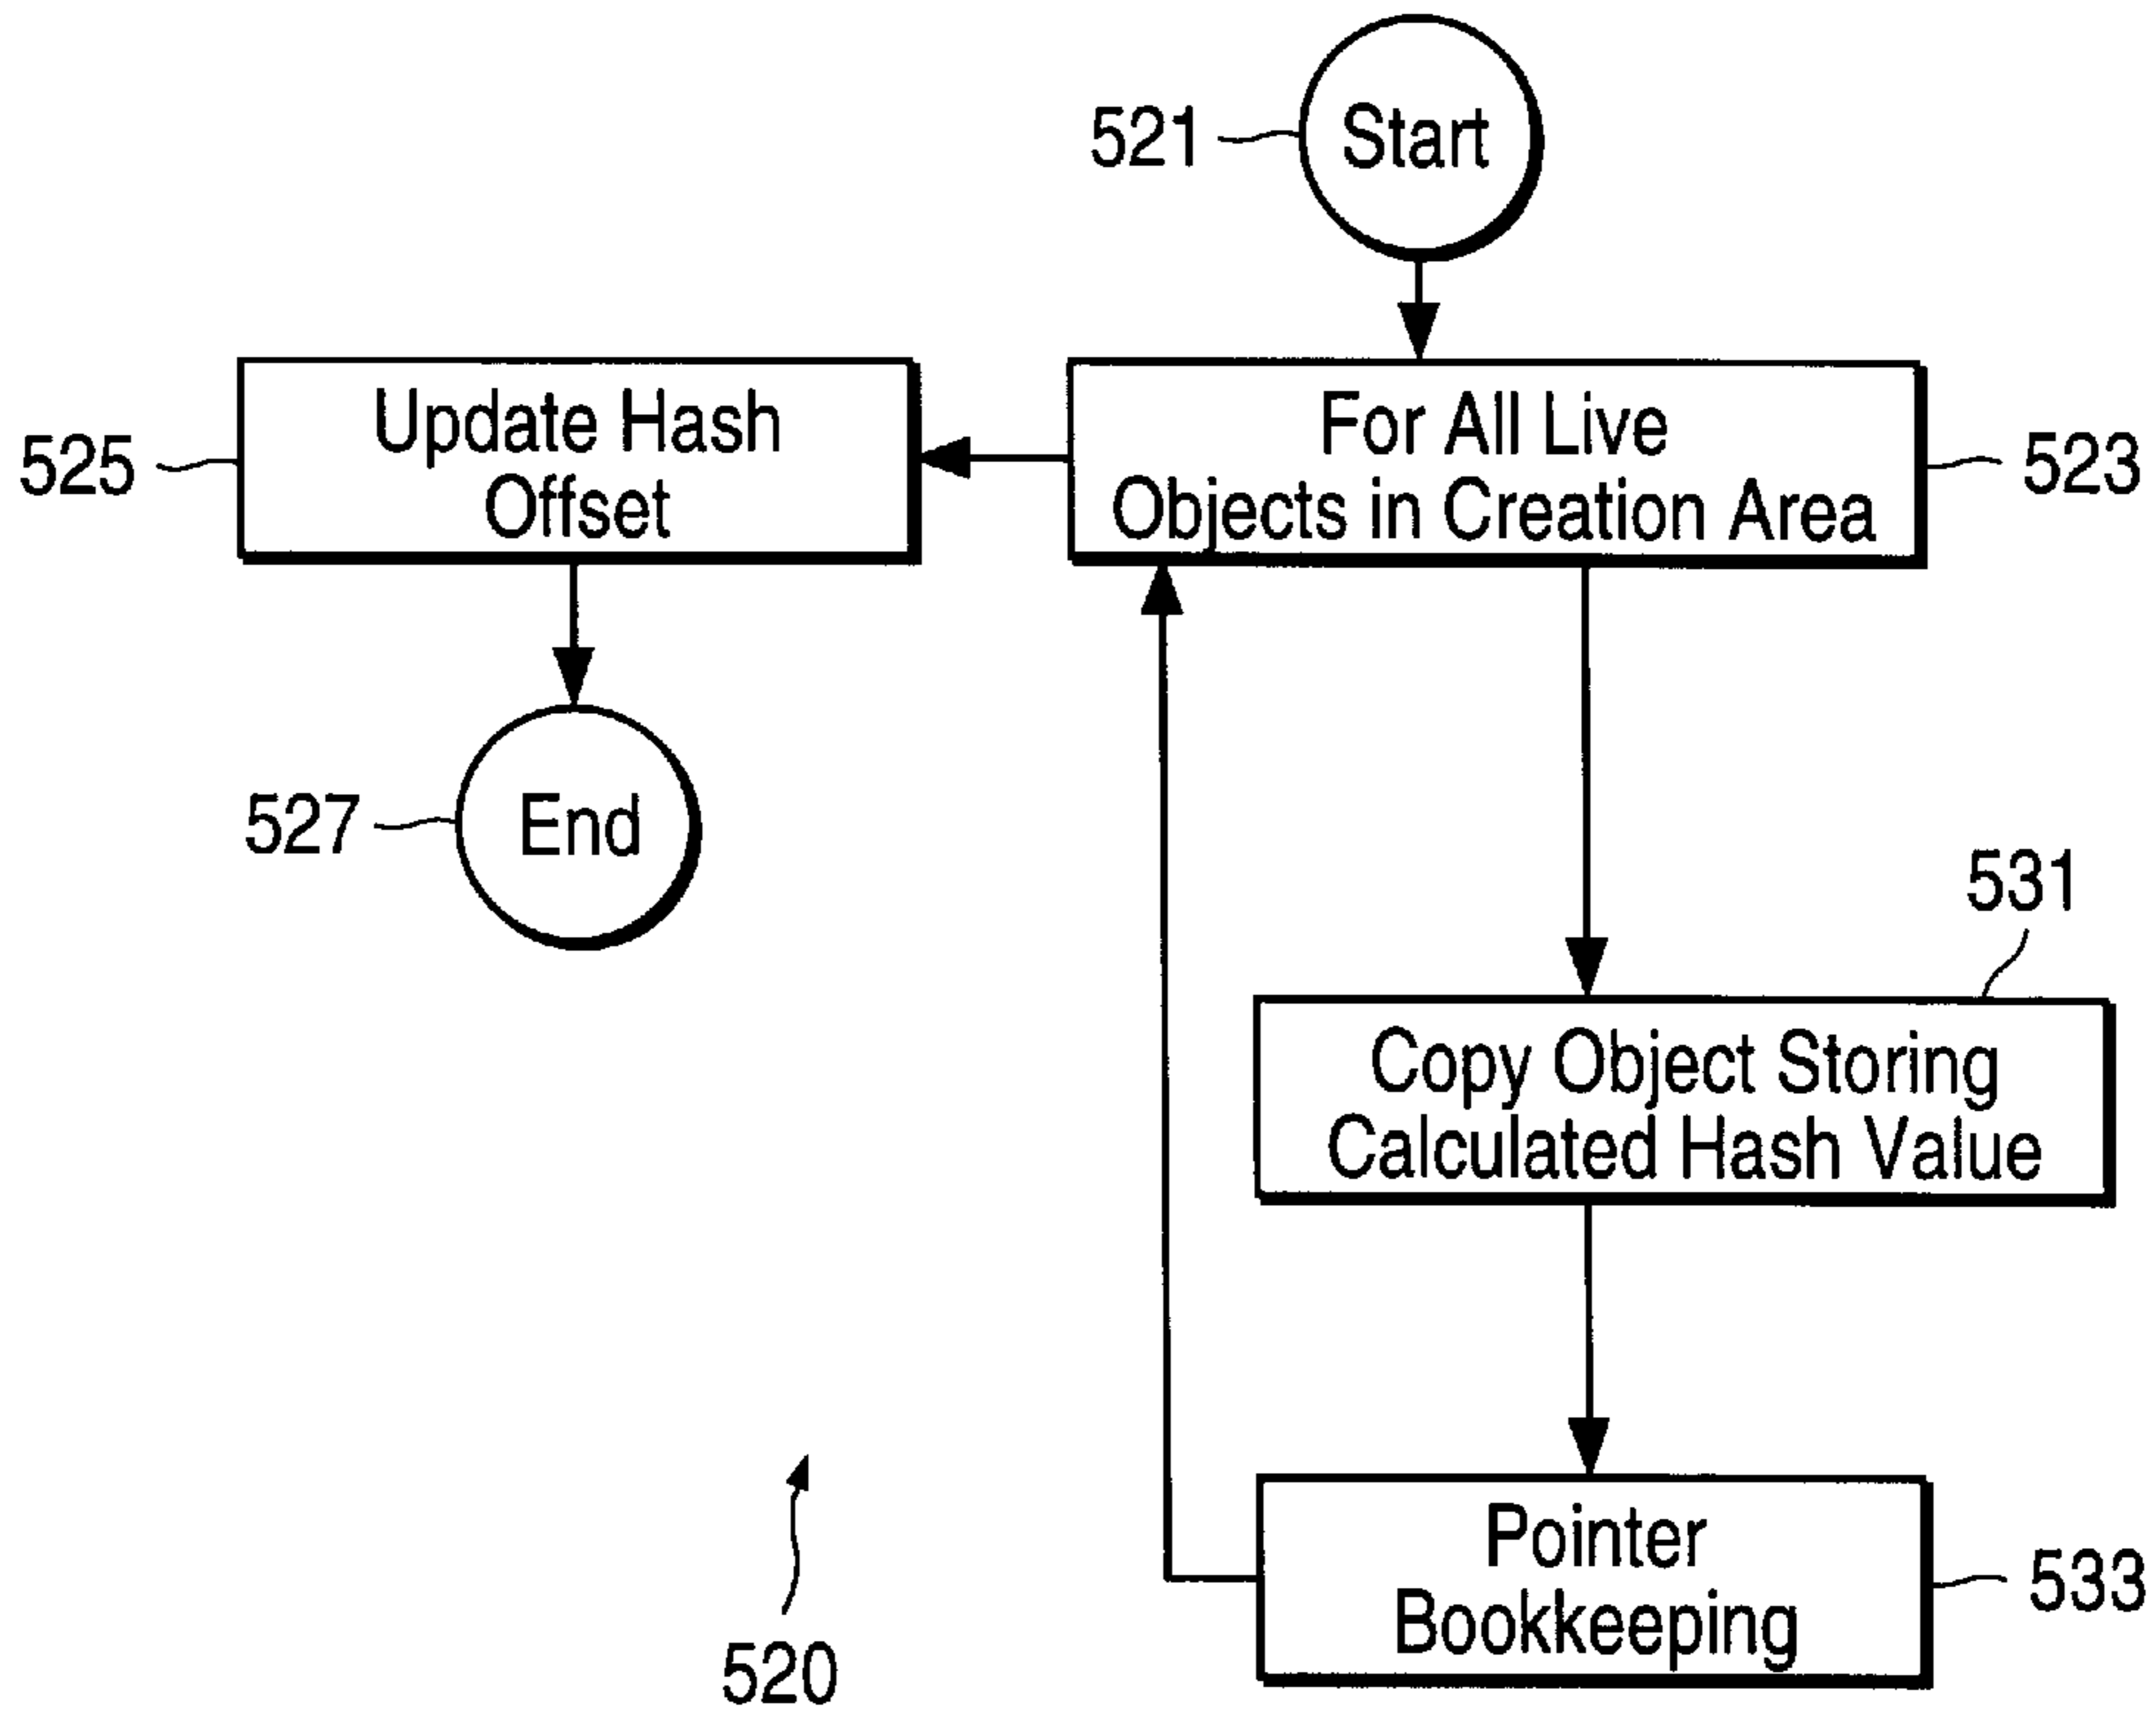 521
Start
Update Hash
Offset
525
For All Live
Objects in Creation Area
523
527
End
531
Copy Object Storing
Calculated Hash Value
Pointer
Bookkeeping
533
520